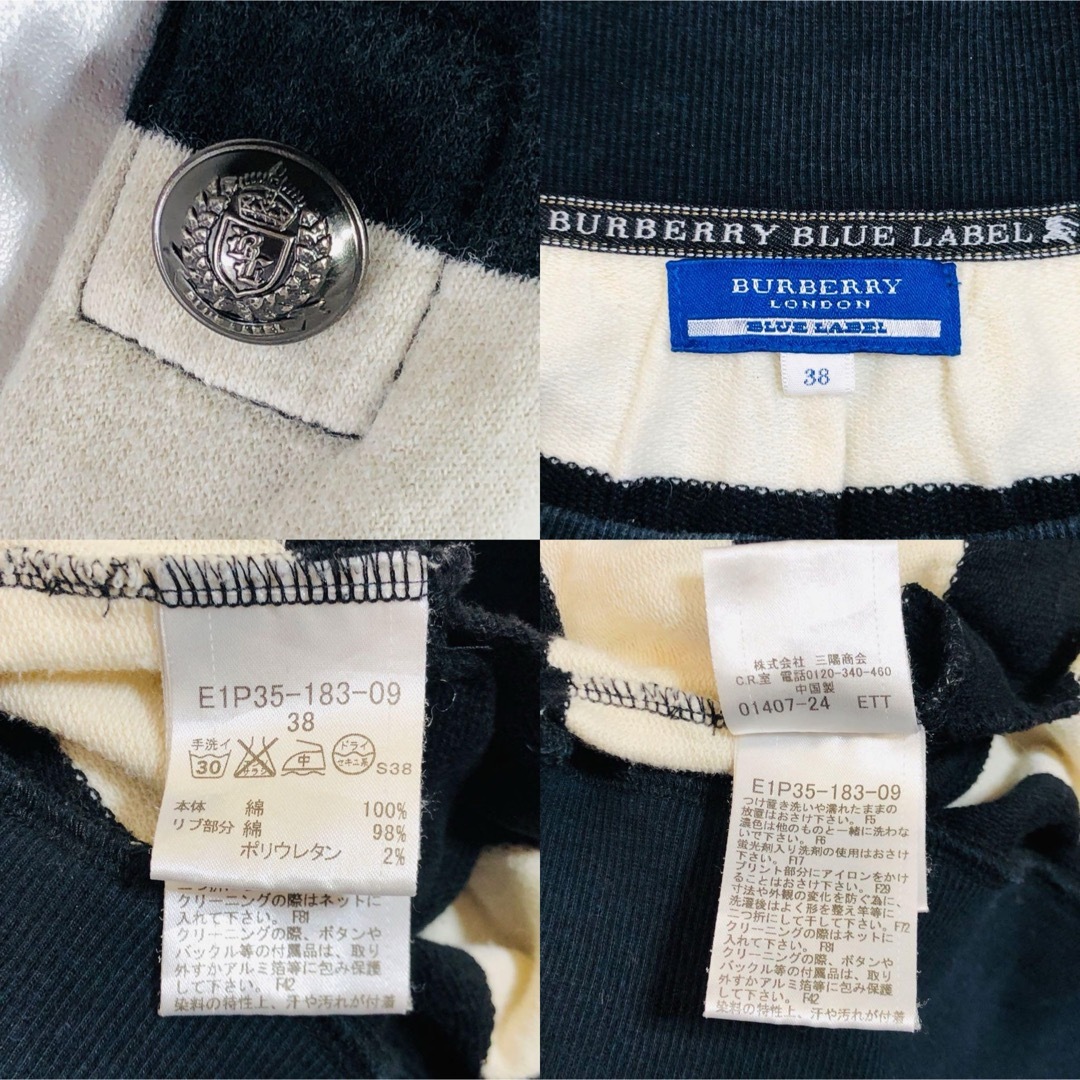 BLUE LABEL
BURBERRY BLUE LABEL
BURBERRY
LONDON
BLUE LABEL
38
E1P35-183-09
38
手洗イ
30
エンソサラシ
中
ドライ
セキユ系
S38
本体 綿 100%
リブ部分 綿 98%
ポリウレタン 2%
クリーニングの際はネットに
入れて下さい。 F81
クリーニングの際、ボタンや
バックル等の付属品は、取り
外すかアルミ箔等に包み保護
して下さい。 F42
染料の特性上、汗や汚れが付着
株式会社 三陽商会
C.R.室 電話0120-340-460
中国製
01407-24 ETT
E1P35-183-09
つけ置き洗いや濡れたままの
放置はおさけ下さい。 F5
濃色は他のものと一緒に洗わな
いで下さい。 F6
蛍光剤入り洗剤の使用はおさけ
下さい。 F17
プリント部分にアイロンをかけ
ることはおさけ下さい。 F29
寸法や外観の変化を防ぐ為に、
洗濯後はよく形を整え竿等に
二つ折にして干して下さい。F72
クリーニングの際はネットに
入れて下さい。 F81
クリーニングの際、ボタンや
バックル等の付属品は、取り
外すかアルミ箔等に包み保護
して下さい。 F42
染料の特性上、汗や汚れが付着